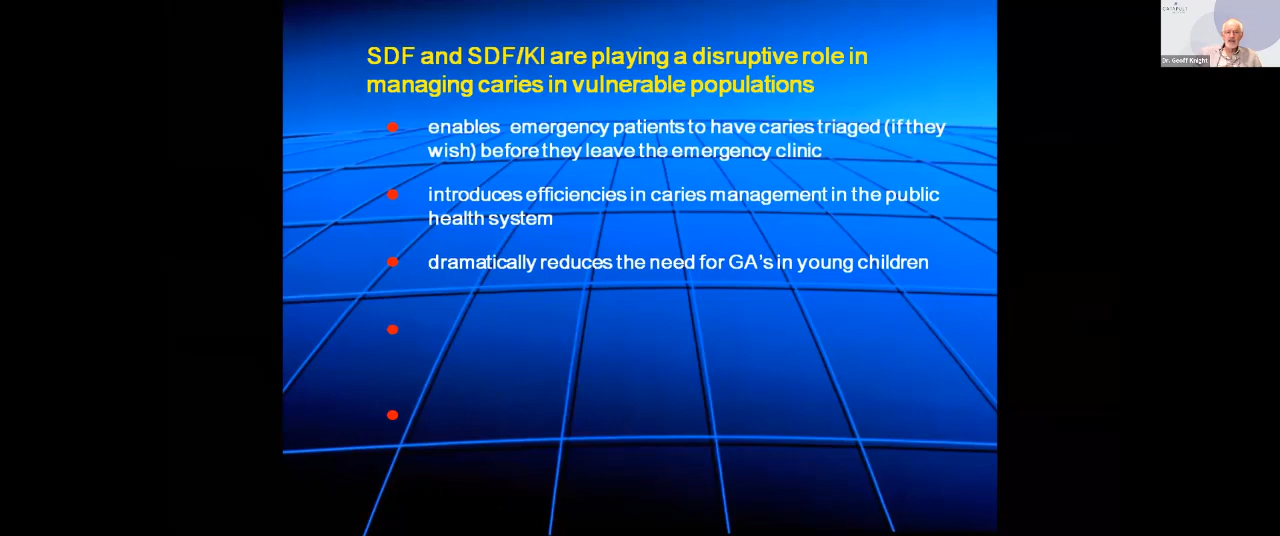 SDF and SDF/KI are playing a disruptive role in
managing caries in vulnerable populations
enables emergency patients to have caries triaged (if they
wish) before they leave the emergency clinic
introduces efficiencies in caries management in the public
health system
dramatically reduces the need for GA's in young children
CATAPULT
Dr. Geoff Knight